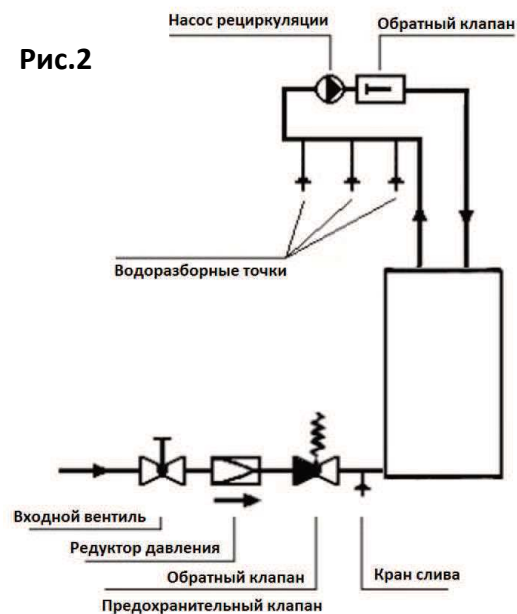 Насос рециркуляции
Обратный клапан
Рис.2
Водоразборные точки
Входной вентиль
Редуктор давления
Обратный клапан
Кран слива
Предохранительный клапан